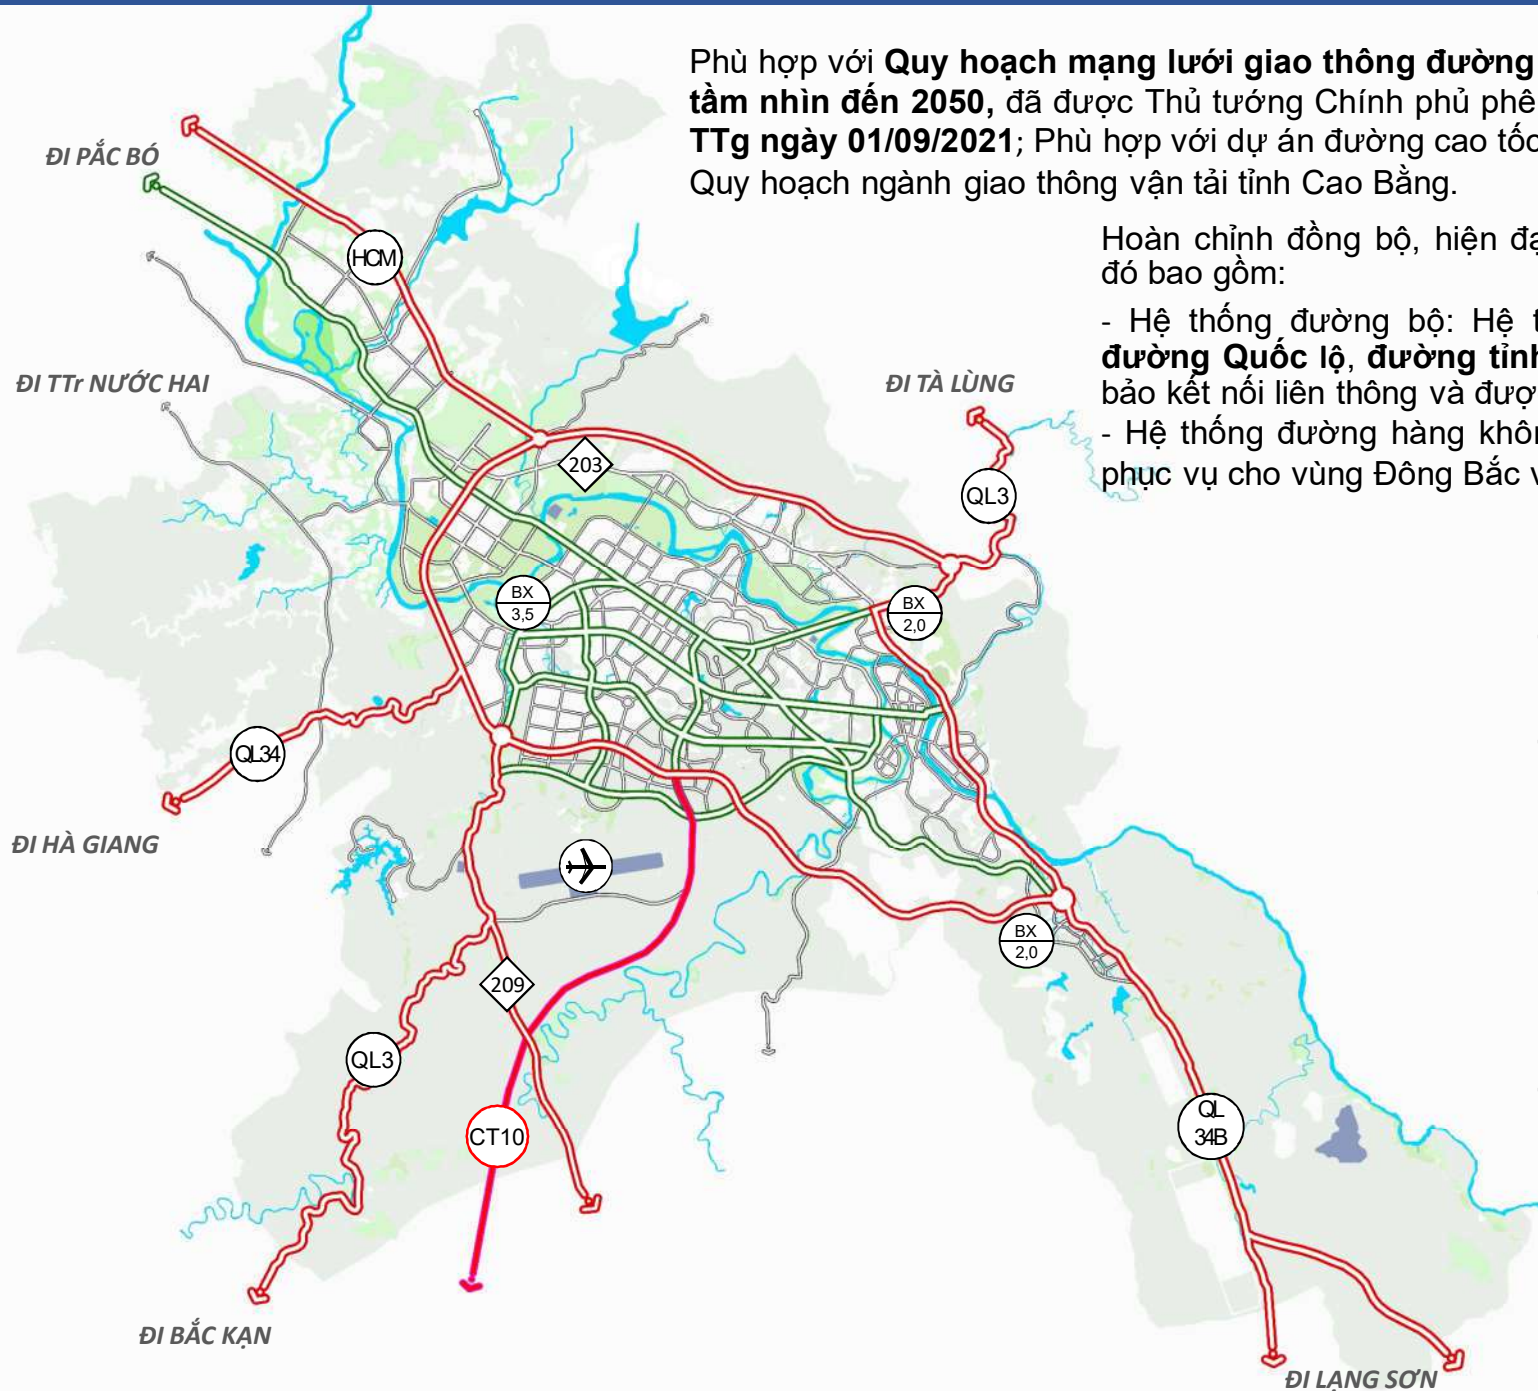 Phù hợp với Quy hoạch mạng lưới giao thông đường
tầm nhìn đến 2050, đã được Thủ tướng Chính phủ phê
TTg ngày 01/09/2021; Phù hợp với dự án đường cao tốc
Quy hoạch ngành giao thông vận tải tỉnh Cao Bằng.
Hoàn chỉnh đồng bộ, hiện đạ
đó bao gồm:
- Hệ thống đường bộ: Hệ t
đường Quốc lộ, đường tỉnh
bảo kết nối liên thông và đượ
- Hệ thống đường hàng khôn
phục vụ cho vùng Đông Bắc v
ĐI PẮC BÓ
HCM
ĐI TTr NƯỚC HAI
ĐI TÀ LÙNG
203
QL3
BX
3,5
BX
2,0
QL34
ĐI HÀ GIANG
BX
2,0
209
QL3
CT10
QL
34B
ĐI BẮC KẠN
ĐI LẠNG SƠN